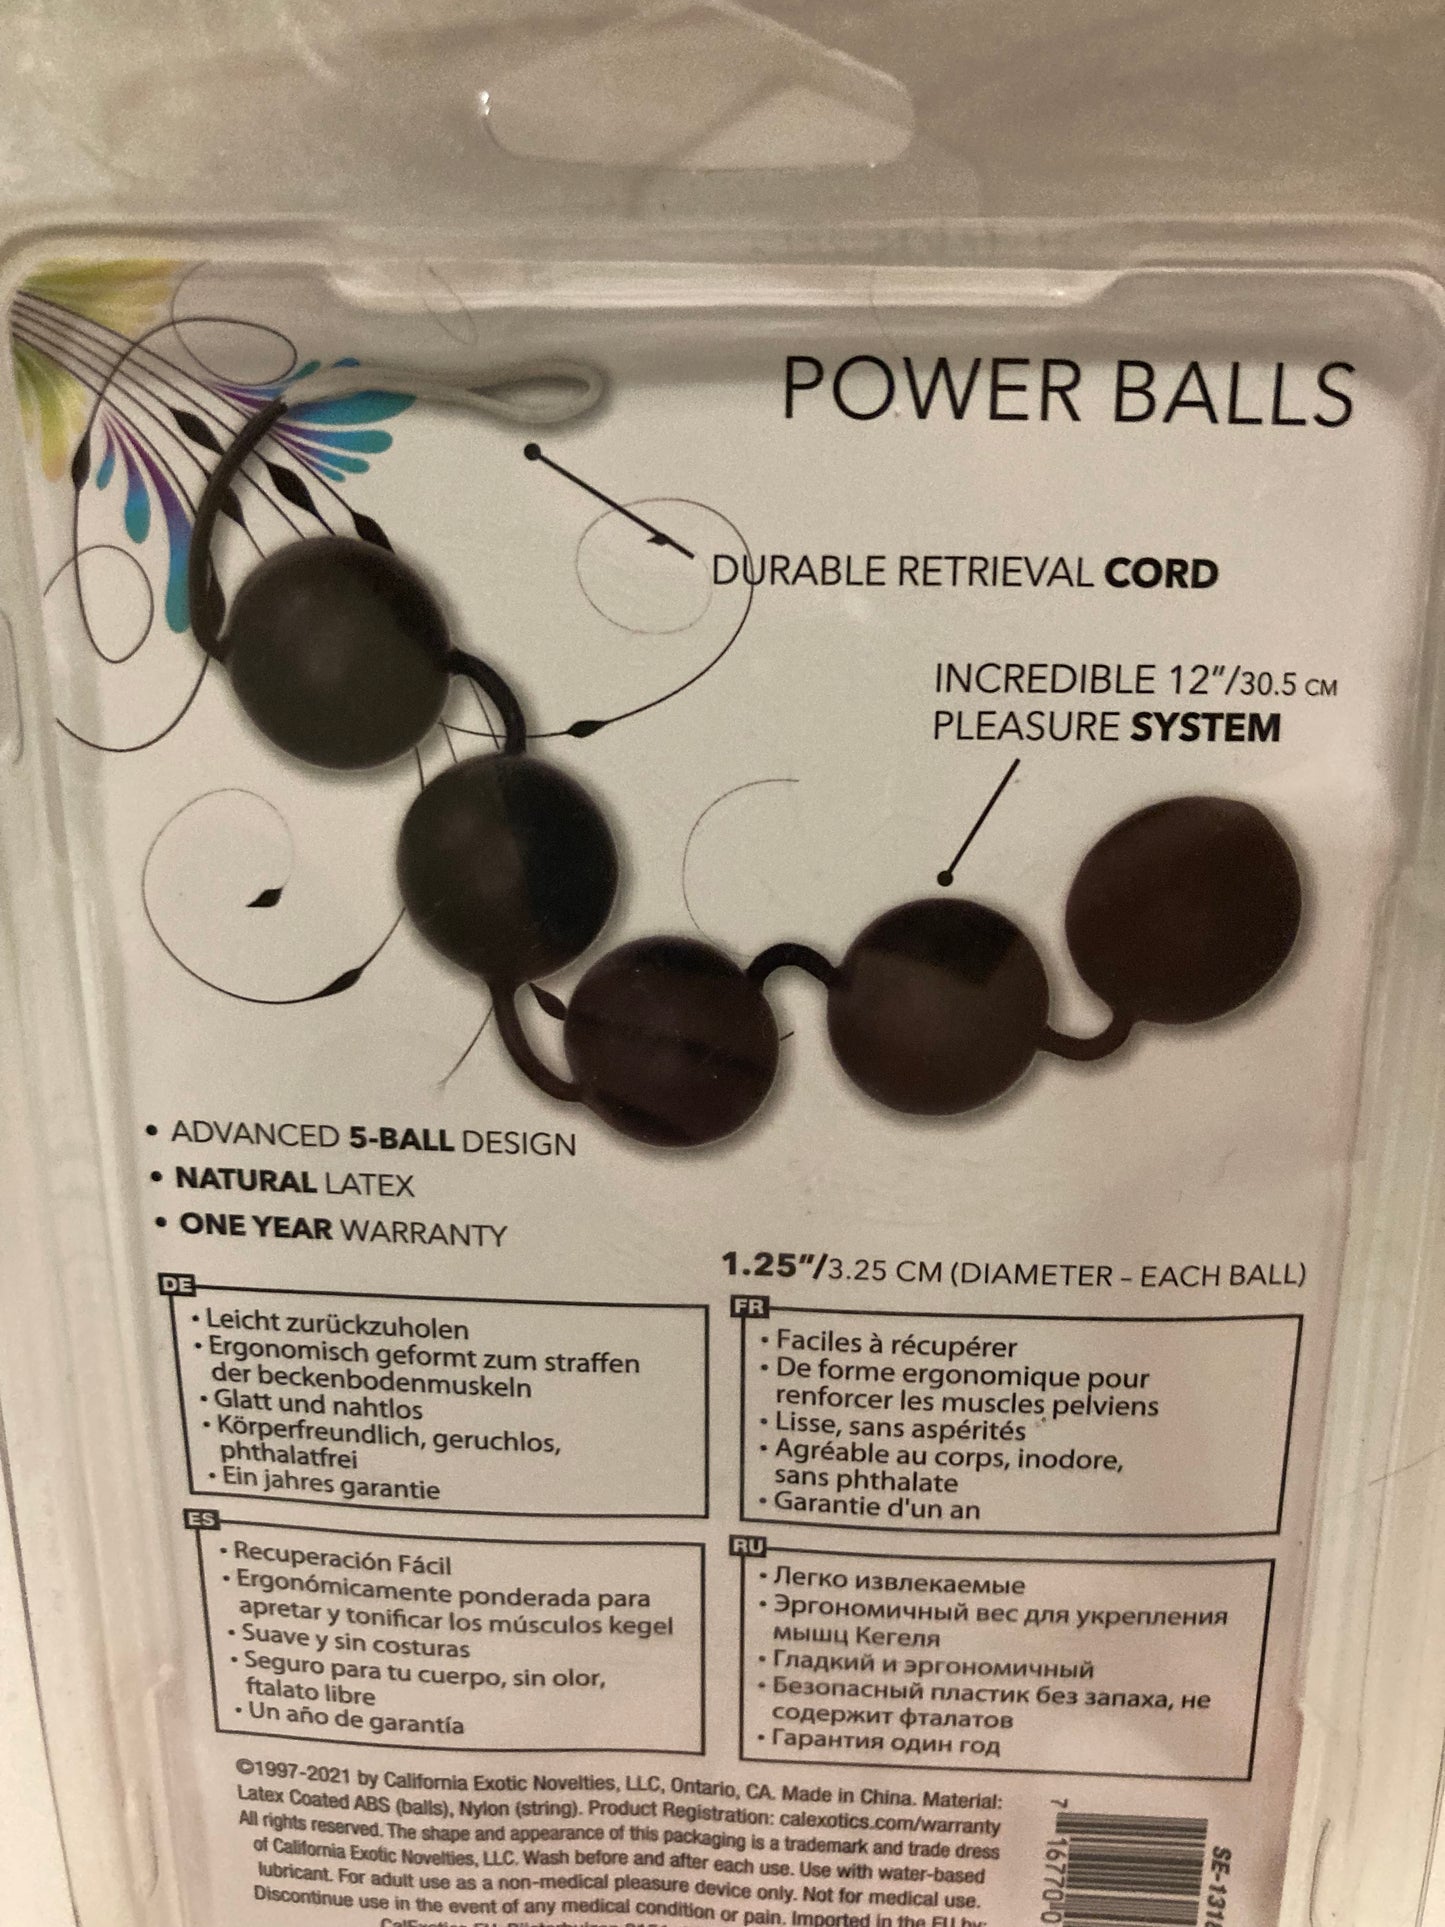 POWER BALLS
DURABLE RETRIEVAL CORD
INCREDIBLE 12"/30.5 CM
PLEASURE SYSTEM
• ADVANCED 5-BALL DESIGN
• NATURAL LATEX
• ONE YEAR WARRANTY
1.25"/3.25 CM (DIAMETER – EACH BALL)
DE
• Leicht zurückzuholen
• Ergonomisch geformt zum straffen
der beckenbodenmuskeln
• Glatt und nahtlos
• Körperfreundlich, geruchlos,
phthalatfrei
• Ein jahres garantie
FR
• Faciles à récupérer
• De forme ergonomique pour
renforcer les muscles pelviens
• Lisse, sans aspérités
• Agréable au corps, inodore,
sans phthalate
• Garantie d'un an
ES
• Recuperación Fácil
• Ergonómicamente ponderada para
apretar y tonificar los músculos kegel
• Suave y sin costuras
• Seguro para tu cuerpo, sin olor,
ftalato libre
• Un año de garantía
RU
• Легко извлекаемые
• Эргономичный вес для укрепления
мышц Кегеля
• Гладкий и эргономичный
• Безопасный пластик без запаха, не
содержит фталатов
• Гарантия один год
©1997-2021 by California Exotic Novelties, LLC, Ontario, CA. Made in China. Material:
Latex Coated ABS (balls), Nylon (string). Product Registration: calexotics.com/warranty
All rights reserved. The shape and appearance of this packaging is a trademark and trade dress
of California Exotic Novelties, LLC. Wash before and after each use. Use with water-based
lubricant. For adult use as a non-medical pleasure device only. Not for medical use.
Discontinue use in the event of any medical condition or pain. Imported in the EU by:
7 16770 0